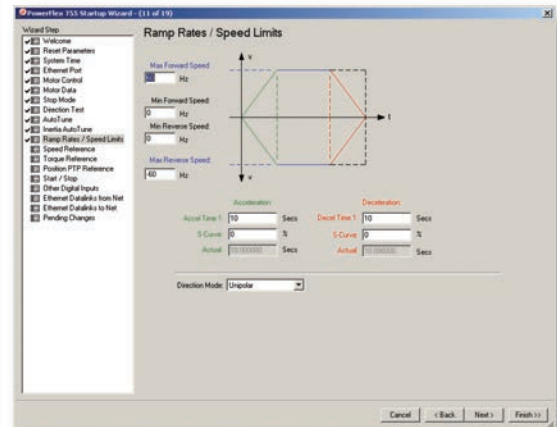 PowerFlex 755 Startup Wizard - (11 of 19)
Wizard Step
Welcome
Reset Parameters
System Time
Ethernet Port
Motor Control
Motor Data
Stop Mode
Direction Test
AutoTune
Inertia AutoTune
Ramp Rates / Speed Limits
Speed Reference
Torque Reference
Position PTP Reference
Start / Stop
Other Digital Inputs
Ethernet Datalinks from Net
Ethernet Datalinks to Net
Pending Changes
Ramp Rates / Speed Limits
Max Forward Speed:
60 Hz
Min Forward Speed:
0 Hz
Min Reverse Speed:
0 Hz
Max Reverse Speed:
-60 Hz
v
t
v
Acceleration:
Accel Time 1: 10 Secs
S-Curve: 0 %
Actual: 10.000000 Secs
Deceleration:
Decel Time 1: 10 Secs
S-Curve: 0 %
Actual: 10.000000 Secs
Direction Mode: Unipolar
Cancel < Back Next > Finish >>